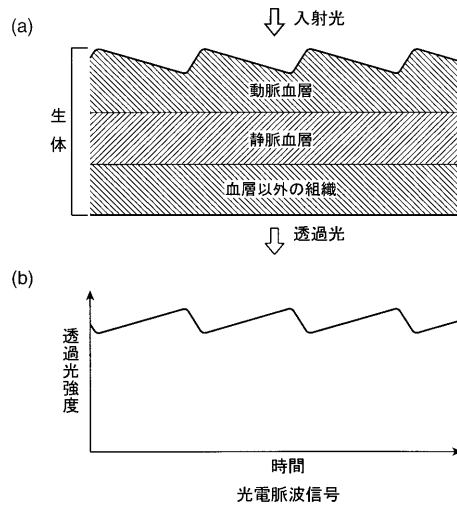 (a)
入射光
生体
動脈血層
静脈血層
血層以外の組織
透過光
(b)
透過光強度
時間
光電脈波信号